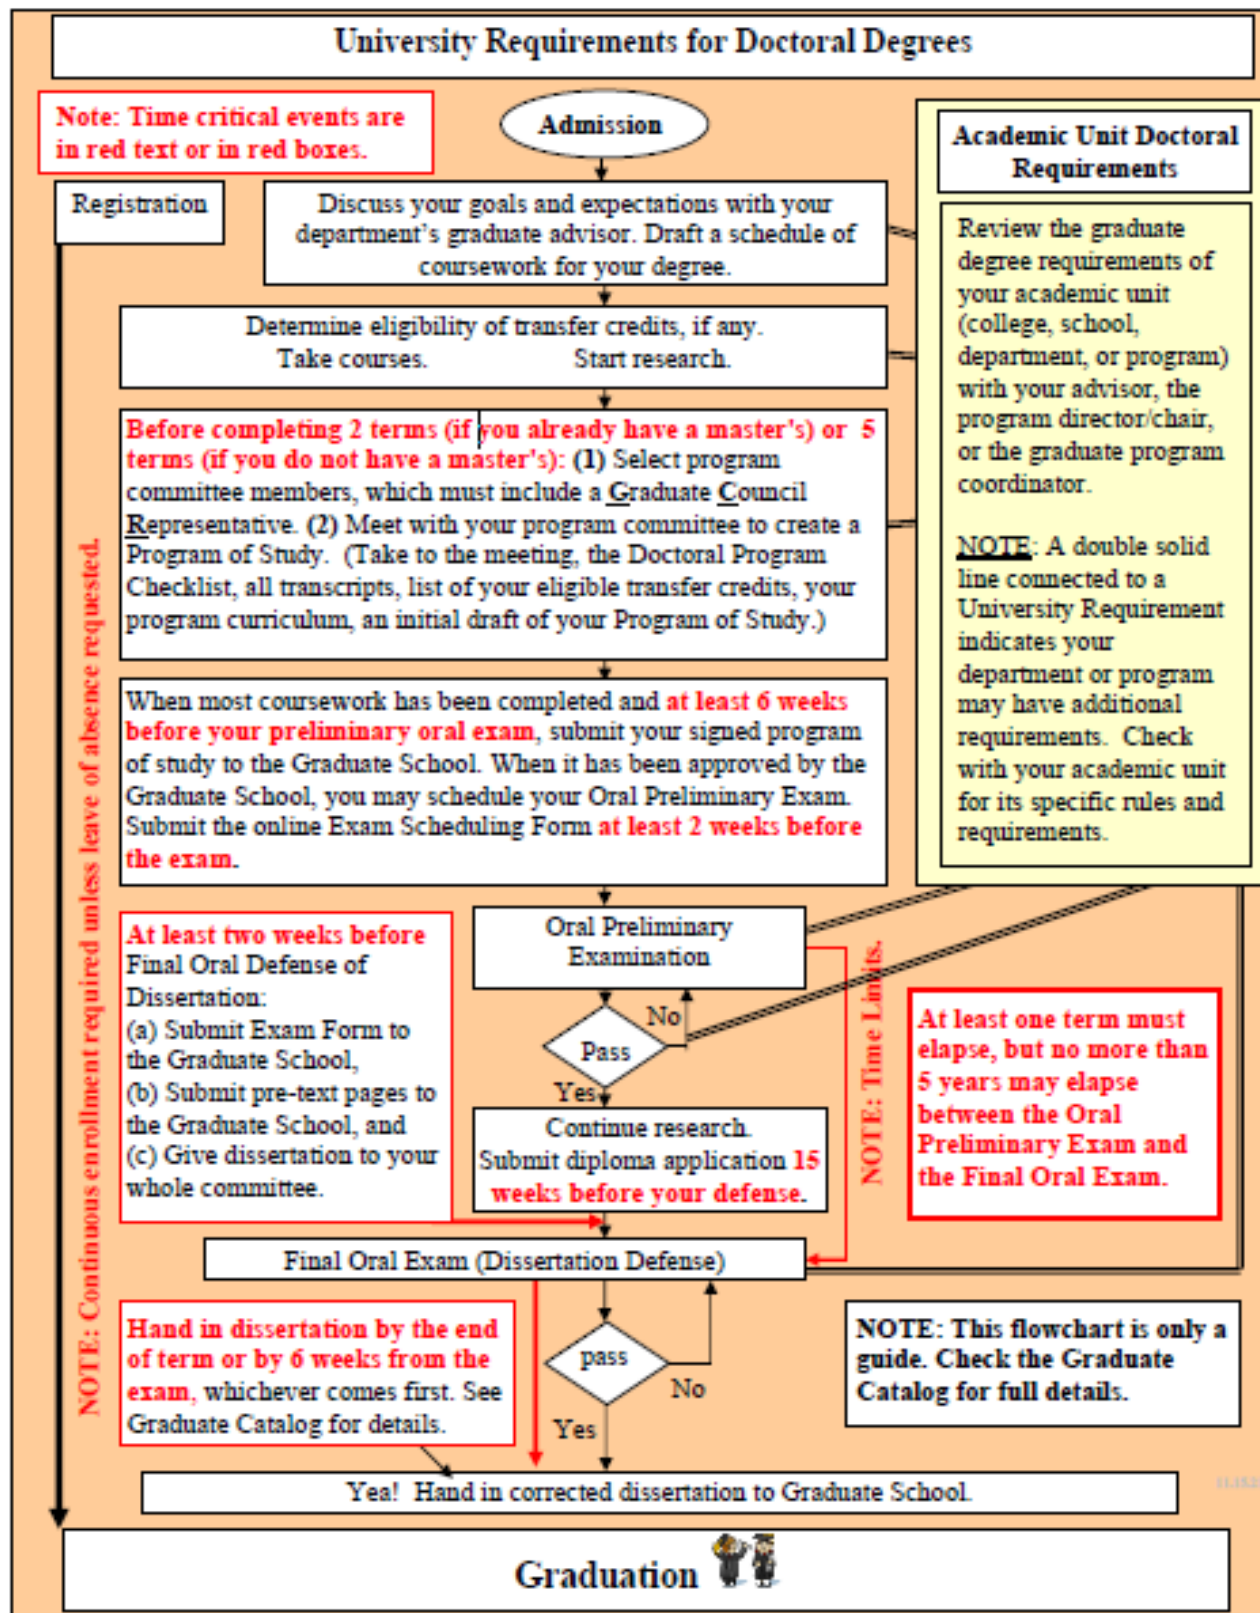 University Requirements for Doctoral Degrees
Note: Time critical events are
in red text or in red boxes.
Admission
Academic Unit Doctoral
Requirements
Registration
Discuss your goals and expectations with your
department's graduate advisor. Draft a schedule of
coursework for your degree.
Review the graduate
degree requirements of
your academic unit
(college, school,
department, or program)
with your advisor, the
program director/chair,
or the graduate program
coordinator.
NOTE: A double solid
line connected to a
University Requirement
indicates your
department or program
may have additional
requirements. Check
with your academic unit
for its specific rules and
requirements.
Determine eligibility of transfer credits, if any.
Take courses. Start research.
Before completing 2 terms (if you already have a master's) or 5
terms (if you do not have a master's): (1) Select program
committee members, which must include a Graduate Council
Representative. (2) Meet with your program committee to create a
Program of Study. (Take to the meeting, the Doctoral Program
Checklist, all transcripts, list of your eligible transfer credits, your
program curriculum, an initial draft of your Program of Study.)
NOTE: Continuous enrollment required unless leave of absence requested.
When most coursework has been completed and at least 6 weeks
before your preliminary oral exam, submit your signed program
of study to the Graduate School. When it has been approved by the
Graduate School, you may schedule your Oral Preliminary Exam.
Submit the online Exam Scheduling Form at least 2 weeks before
the exam.
At least two weeks before
Final Oral Defense of
Dissertation:
(a) Submit Exam Form to
the Graduate School,
(b) Submit pre-text pages to
the Graduate School, and
(c) Give dissertation to your
whole committee.
Oral Preliminary
Examination
No
Pass
Yes
NOTE: Time Limits.
At least one term must
elapse, but no more than
5 years may elapse
between the Oral
Preliminary Exam and
the Final Oral Exam.
Continue research.
Submit diploma application 15
weeks before your defense.
Final Oral Exam (Dissertation Defense)
Hand in dissertation by the end
of term or by 6 weeks from the
exam, whichever comes first. See
Graduate Catalog for details.
pass
No
Yes
NOTE: This flowchart is only a
guide. Check the Graduate
Catalog for full details.
Yea! Hand in corrected dissertation to Graduate School.
Graduation